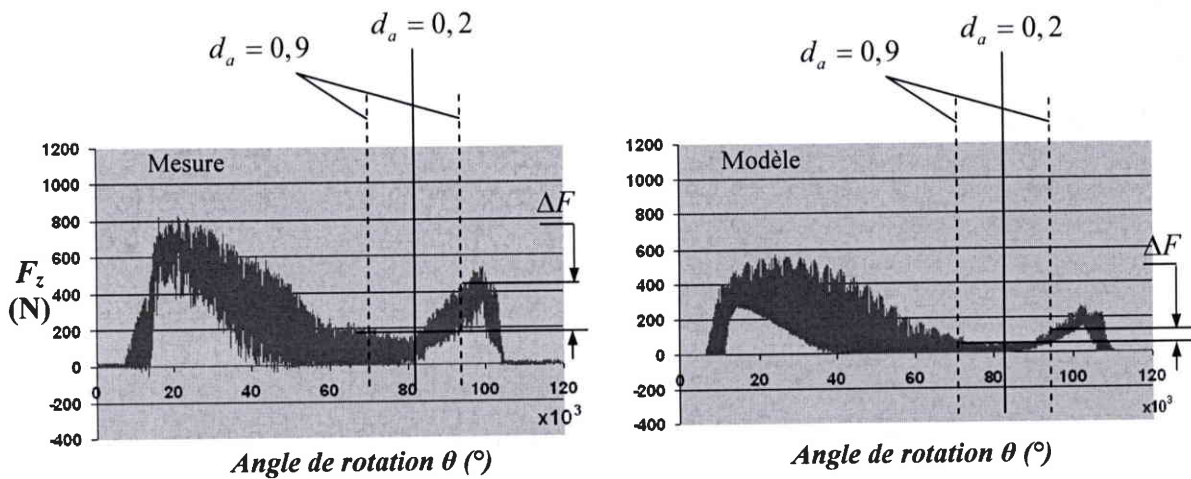 d_a = 0,9
d_a = 0,2
Mesure
ΔF
F_z
(N)
1200
1000
800
600
400
200
0
-200
-400
0
20
40
60
80
100
120
x10³
Angle de rotation θ (°)
d_a = 0,9
d_a = 0,2
Modèle
ΔF
1200
1000
800
600
400
200
0
-200
-400
0
20
40
60
80
100
120
x10³
Angle de rotation θ (°)